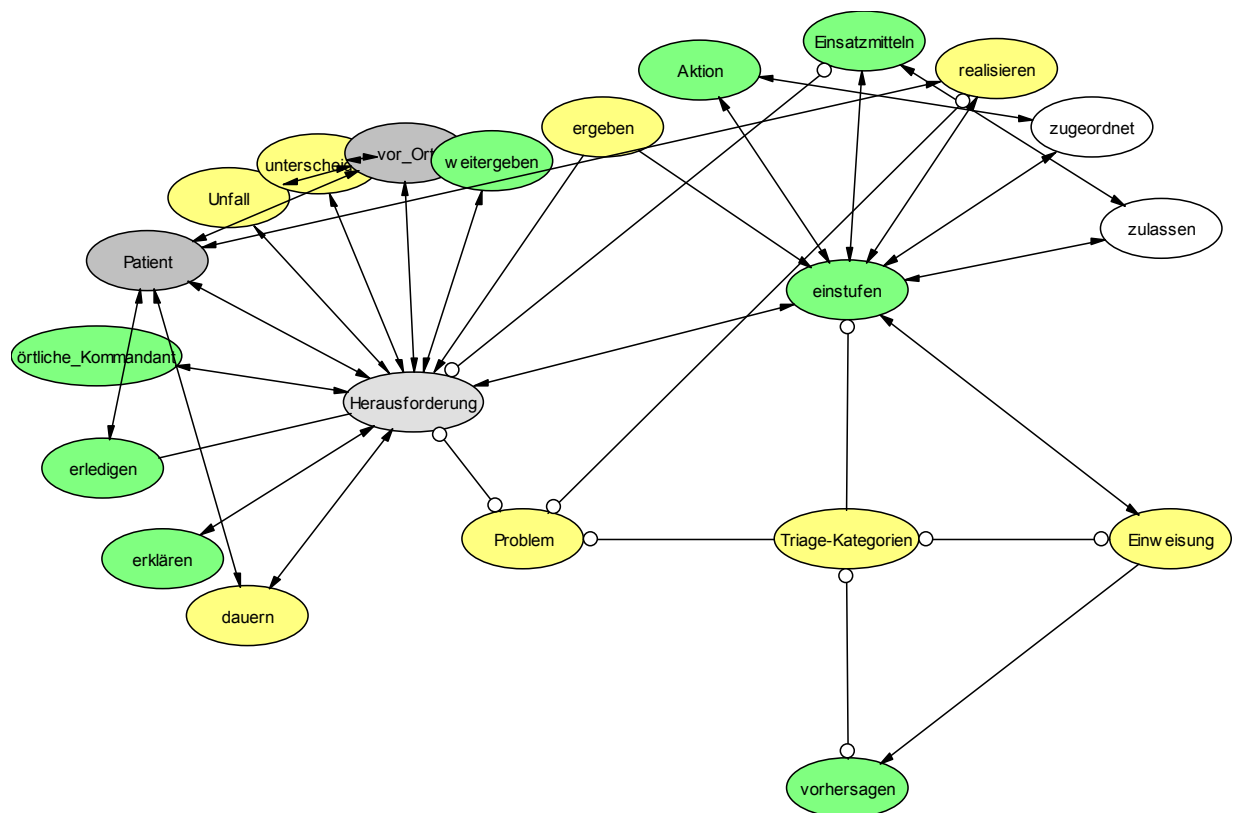 Einsatzmitteln
Aktion
realisieren
ergeben
zugeordnet
vor_Ort
weitergeben
unterscheid
Unfall
zulassen
Patient
einstufen
örtliche_Kommandant
Herausforderung
erledigen
Problem
Triage-Kategorien
Einweisung
erklären
dauern
vorhersagen